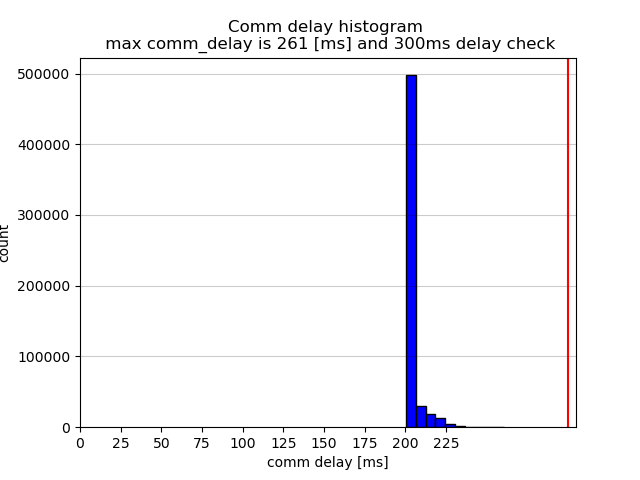 Comm delay histogram
max comm_delay is 261 [ms] and 300ms delay check
500000
400000
300000
200000
100000
0
count
0 25 50 75 100 125 150 175 200 225
comm delay [ms]